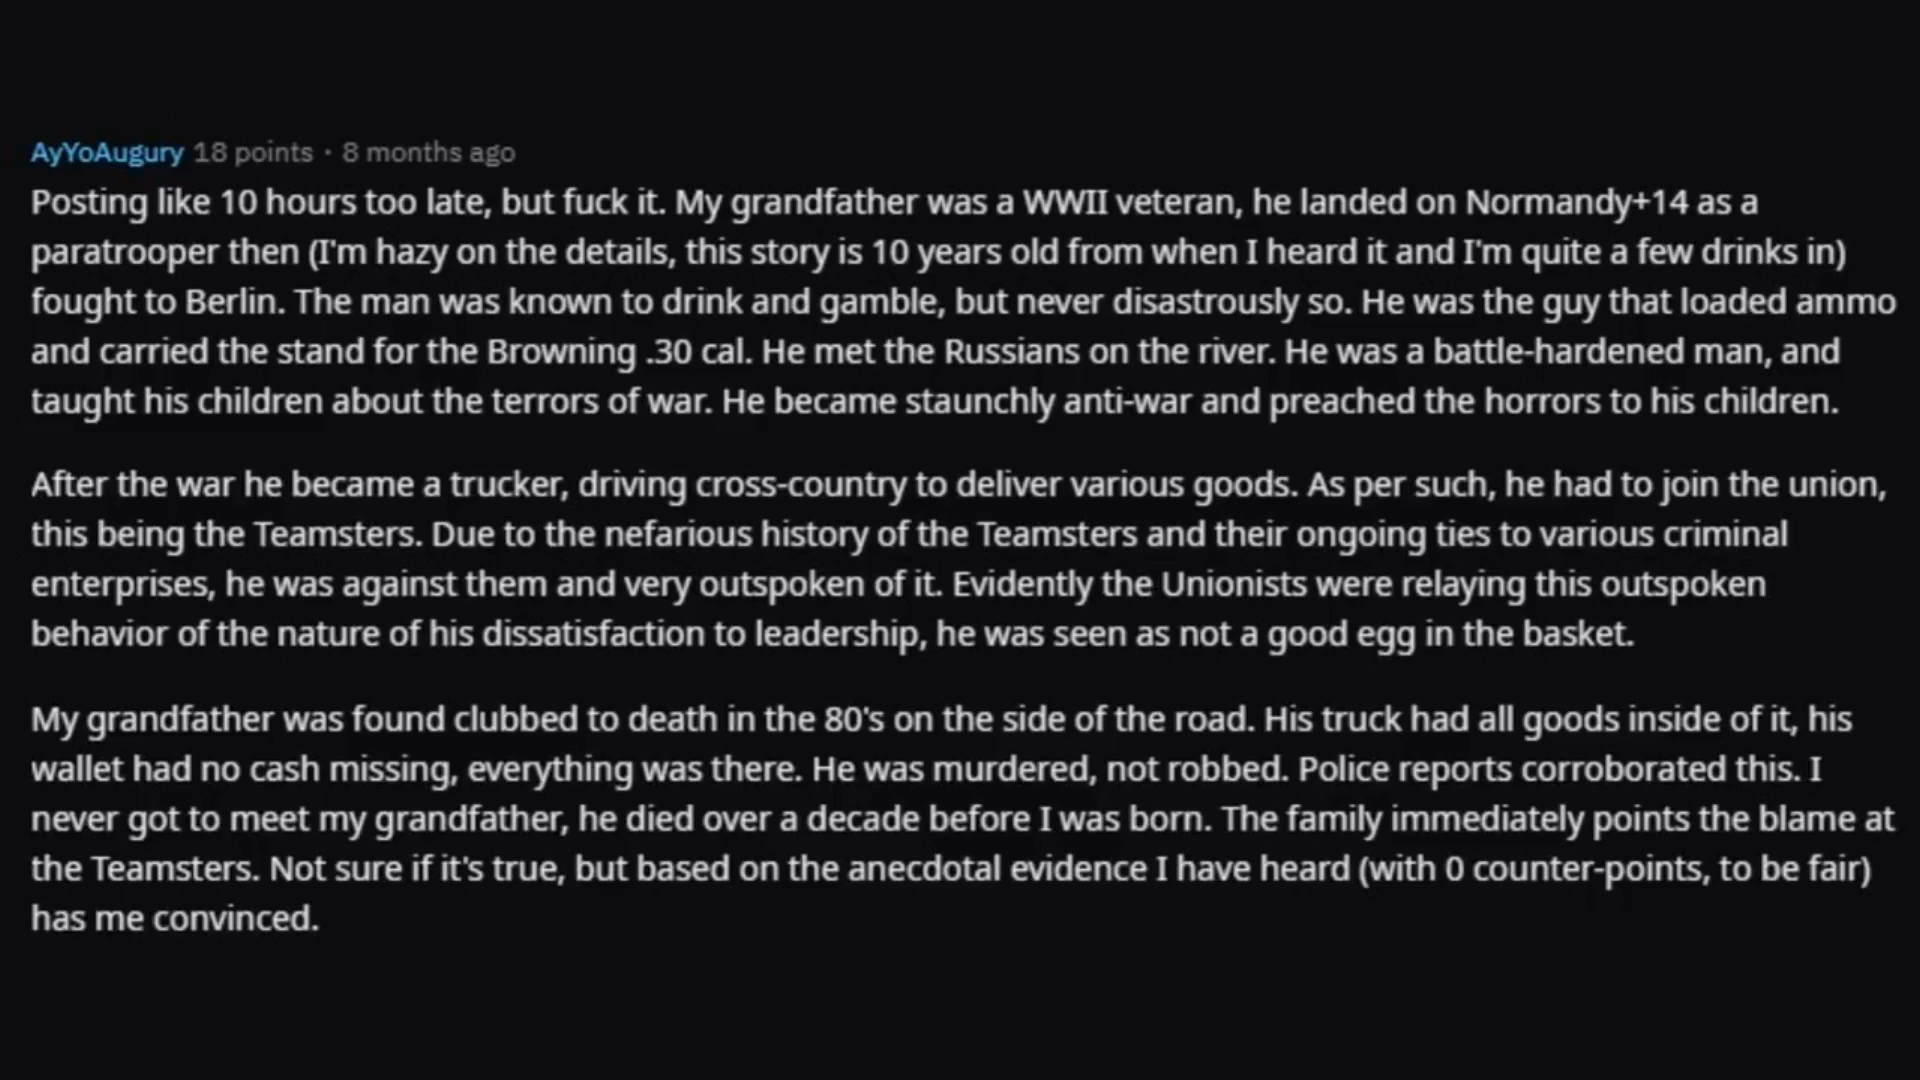 AyYoAugury 18 points · 8 months ago
Posting like 10 hours too late, but fuck it. My grandfather was a WWII veteran, he landed on Normandy+14 as a
paratrooper then (I'm hazy on the details, this story is 10 years old from when I heard it and I'm quite a few drinks in)
fought to Berlin. The man was known to drink and gamble, but never disastrously so. He was the guy that loaded ammo
and carried the stand for the Browning .30 cal. He met the Russians on the river. He was a battle-hardened man, and
taught his children about the terrors of war. He became staunchly anti-war and preached the horrors to his children.
After the war he became a trucker, driving cross-country to deliver various goods. As per such, he had to join the union,
this being the Teamsters. Due to the nefarious history of the Teamsters and their ongoing ties to various criminal
enterprises, he was against them and very outspoken of it. Evidently the Unionists were relaying this outspoken
behavior of the nature of his dissatisfaction to leadership, he was seen as not a good egg in the basket.
My grandfather was found clubbed to death in the 80's on the side of the road. His truck had all goods inside of it, his
wallet had no cash missing, everything was there. He was murdered, not robbed. Police reports corroborated this. I
never got to meet my grandfather, he died over a decade before I was born. The family immediately points the blame at
the Teamsters. Not sure if it's true, but based on the anecdotal evidence I have heard (with 0 counter-points, to be fair)
has me convinced.